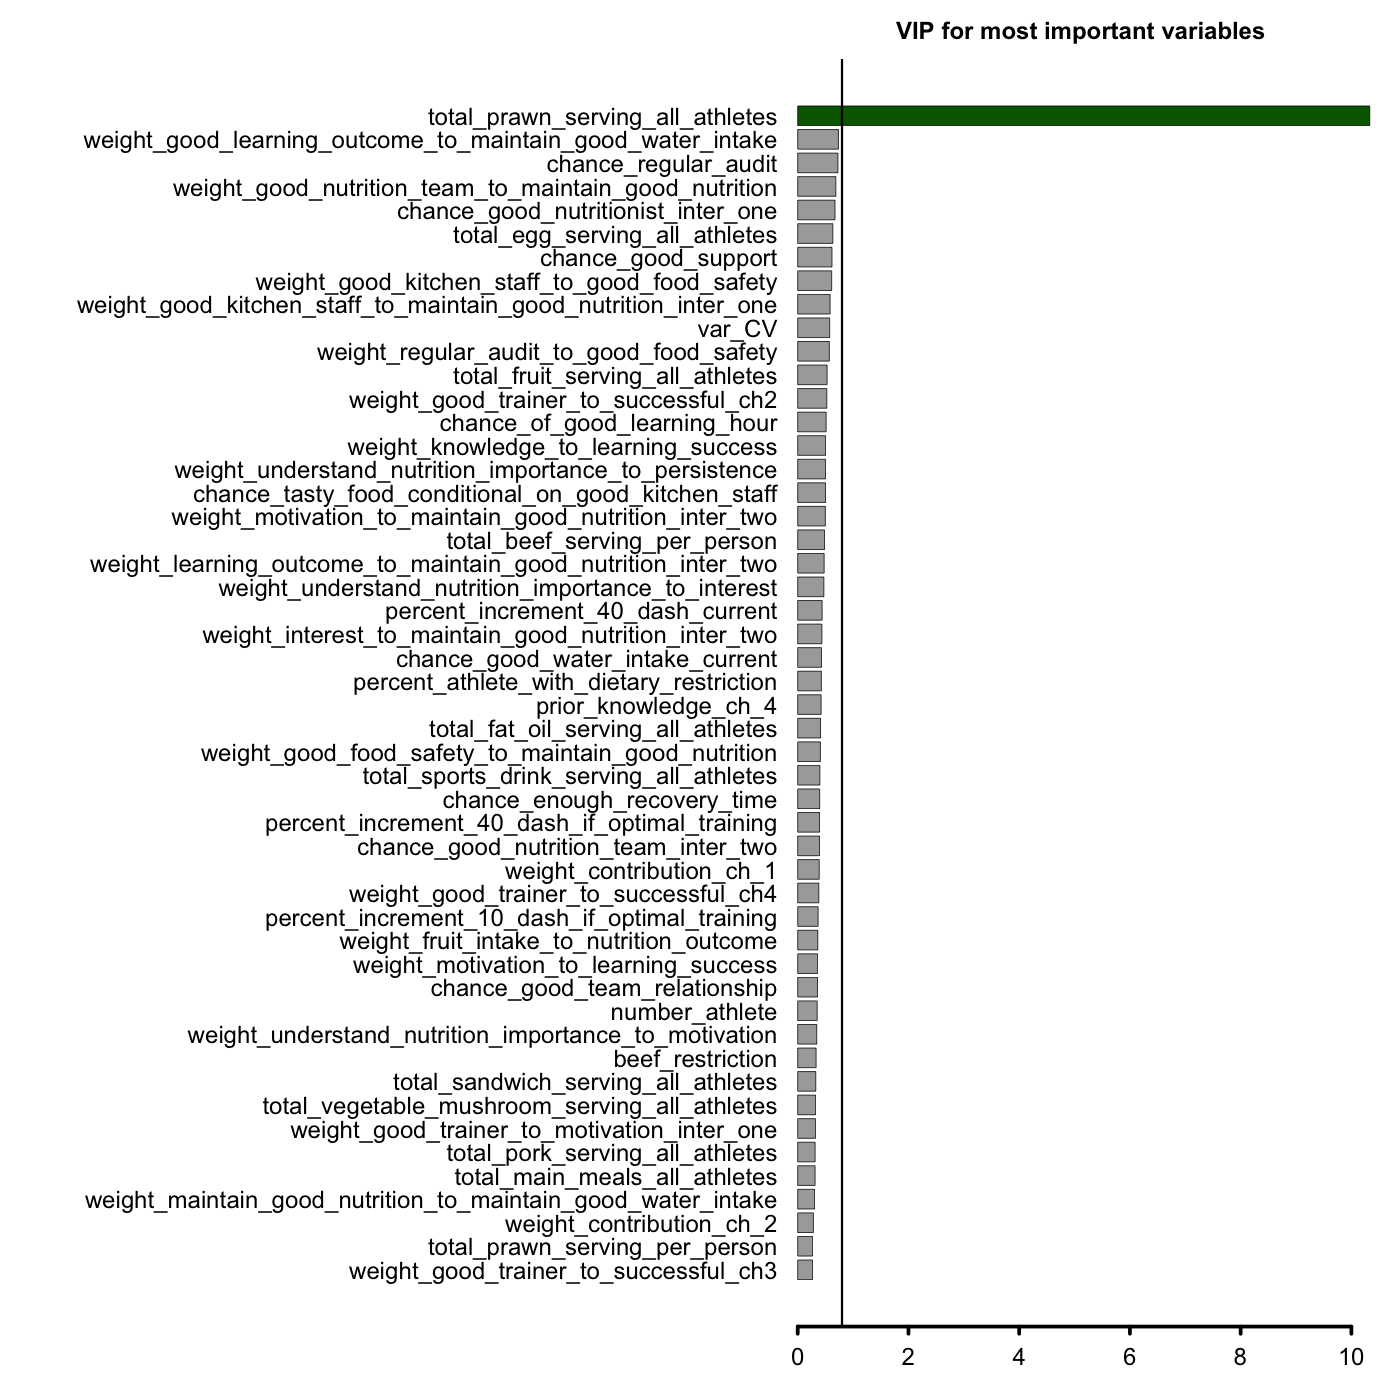 VIP for most important variables
total_prawn_serving_all_athletes
weight_good_learning_outcome_to_maintain_good_water_intake
chance_regular_audit
weight_good_nutrition_team_to_maintain_good_nutrition
chance_good_nutritionist_inter_one
total_egg_serving_all_athletes
chance_good_support
weight_good_kitchen_staff_to_good_food_safety
weight_good_kitchen_staff_to_maintain_good_nutrition_inter_one
var_CV
weight_regular_audit_to_good_food_safety
total_fruit_serving_all_athletes
weight_good_trainer_to_successful_ch2
chance_of_good_learning_hour
weight_knowledge_to_learning_success
weight_understand_nutrition_importance_to_persistence
chance_tasty_food_conditional_on_good_kitchen_staff
weight_motivation_to_maintain_good_nutrition_inter_two
total_beef_serving_per_person
weight_learning_outcome_to_maintain_good_nutrition_inter_two
weight_understand_nutrition_importance_to_interest
percent_increment_40_dash_current
weight_interest_to_maintain_good_nutrition_inter_two
chance_good_water_intake_current
percent_athlete_with_dietary_restriction
prior_knowledge_ch_4
total_fat_oil_serving_all_athletes
weight_good_food_safety_to_maintain_good_nutrition
total_sports_drink_serving_all_athletes
chance_enough_recovery_time
percent_increment_40_dash_if_optimal_training
chance_good_nutrition_team_inter_two
weight_contribution_ch_1
weight_good_trainer_to_successful_ch4
percent_increment_10_dash_if_optimal_training
weight_fruit_intake_to_nutrition_outcome
weight_motivation_to_learning_success
chance_good_team_relationship
number_athlete
weight_understand_nutrition_importance_to_motivation
beef_restriction
total_sandwich_serving_all_athletes
total_vegetable_mushroom_serving_all_athletes
weight_good_trainer_to_motivation_inter_one
total_pork_serving_all_athletes
total_main_meals_all_athletes
weight_maintain_good_nutrition_to_maintain_good_water_intake
weight_contribution_ch_2
total_prawn_serving_per_person
weight_good_trainer_to_successful_ch3
0 2 4 6 8 10